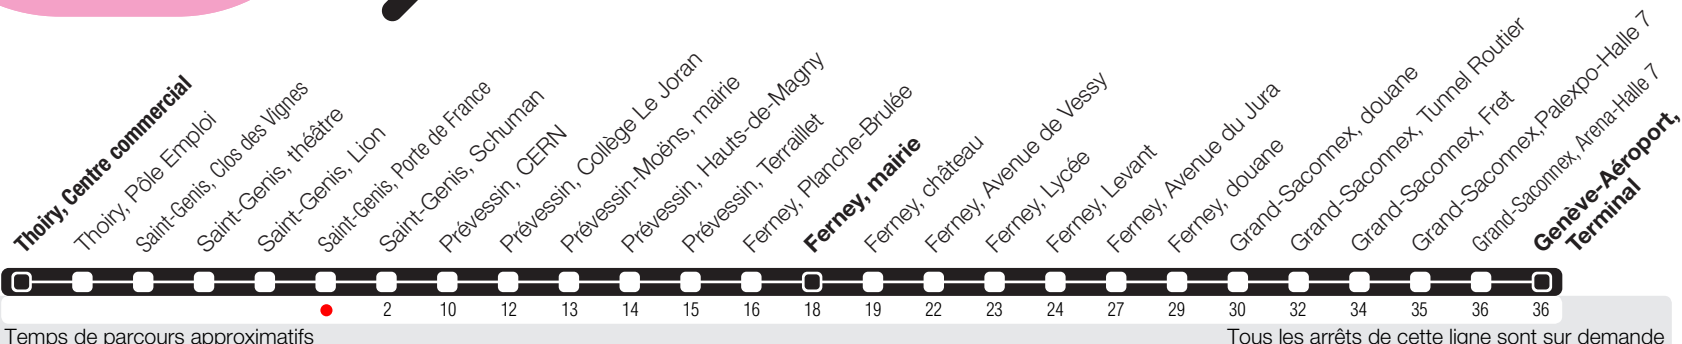 Thoiry, Centre commercial
Thoiry, Pôle Emploi
Saint-Genis, Clos des Vignes
Saint-Genis, théâtre
Saint-Genis, Lion
Saint-Genis, Porte de France
Saint-Genis, Schuman
Prévessin, CERN
Prévessin, Collège Le Joran
Prévessin-Moëns, mairie
Prévessin, Hauts-de-Magny
Prévessin, Terraillet
Ferney, Planche-Brulée
Ferney, mairie
Ferney, château
Ferney, Avenue de Vessy
Ferney, Lycée
Ferney, Levant
Ferney, Avenue du Jura
Ferney, douane
Grand-Saconnex, douane
Grand-Saconnex, Tunnel Routier
Grand-Saconnex, Fret
Grand-Saconnex,Palexpo-Halle 7
Grand-Saconnex, Arena-Halle 7
Genève-Aéroport,
Terminal
2 10 12 13 14 15 16 18 19 22 23 24 27 29 30 32 34 35 36 36
Temps de parcours approximatifs
Tous les arrêts de cette ligne sont sur demande